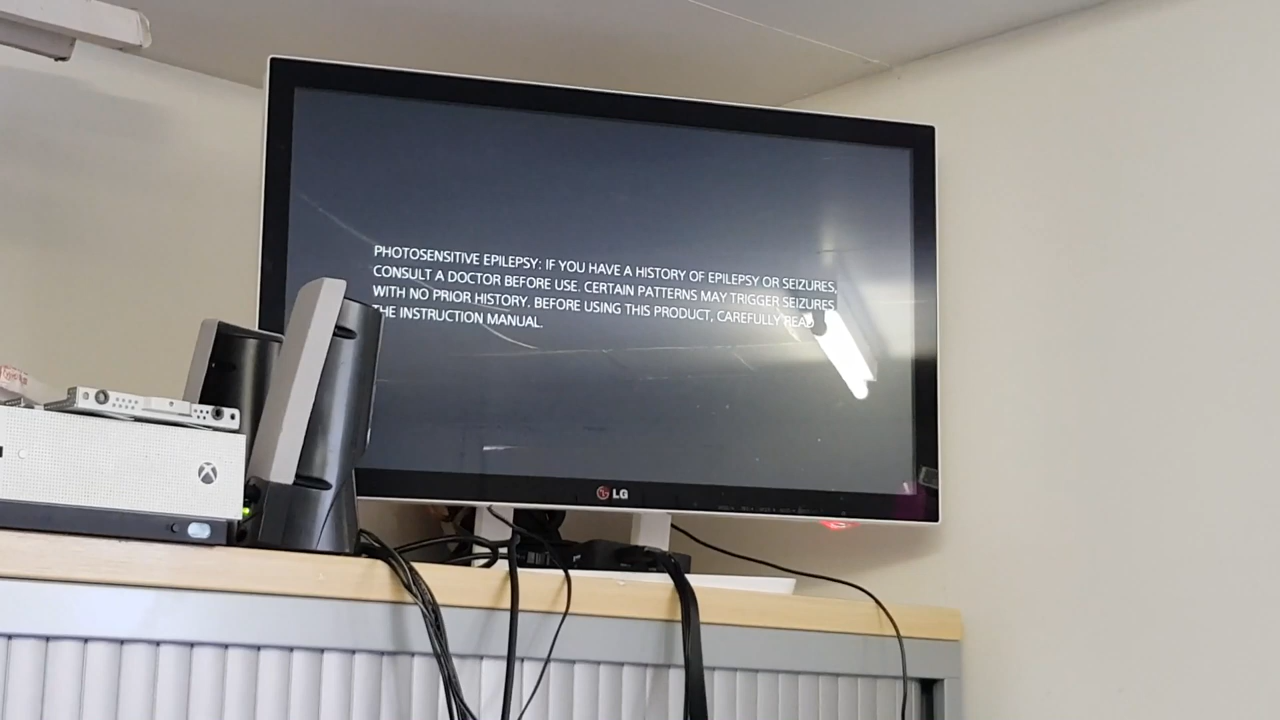 PHOTOSENSITIVE EPILEPSY: IF YOU HAVE A HISTORY OF EPILEPSY OR SEIZURES,
CONSULT A DOCTOR BEFORE USE. CERTAIN PATTERNS MAY TRIGGER SEIZURES
WITH NO PRIOR HISTORY. BEFORE USING THIS PRODUCT, CAREFULLY READ
THE INSTRUCTION MANUAL.
LG